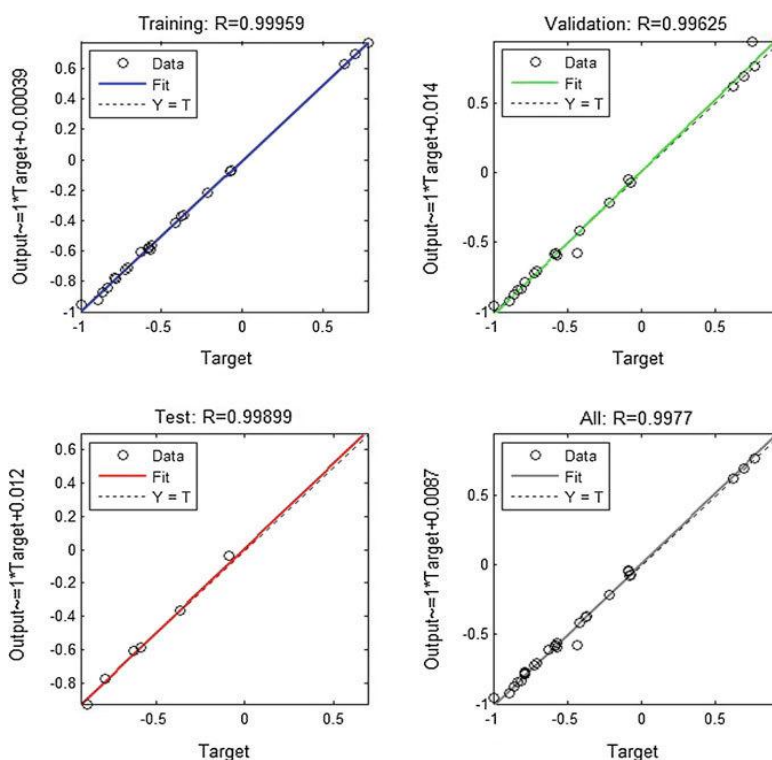 Training: R=0.99959
Output~=1*Target+-0.00039
0.6
0.4
0.2
0
-0.2
-0.4
-0.6
-0.8
-1
Data
Fit
Y = T
-1
-0.5
0
0.5
Target
Validation: R=0.99625
Output~=1*Target+0.014
0.5
0
-0.5
-1
Data
Fit
Y = T
-1
-0.5
0
0.5
Target
Test: R=0.99899
Output~=1*Target+0.012
0.6
0.4
0.2
0
-0.2
-0.4
-0.6
-0.8
Data
Fit
Y = T
-0.5
0
0.5
Target
All: R=0.9977
Output~=1*Target+0.0087
0.5
0
-0.5
-1
Data
Fit
Y = T
-1
-0.5
0
0.5
Target